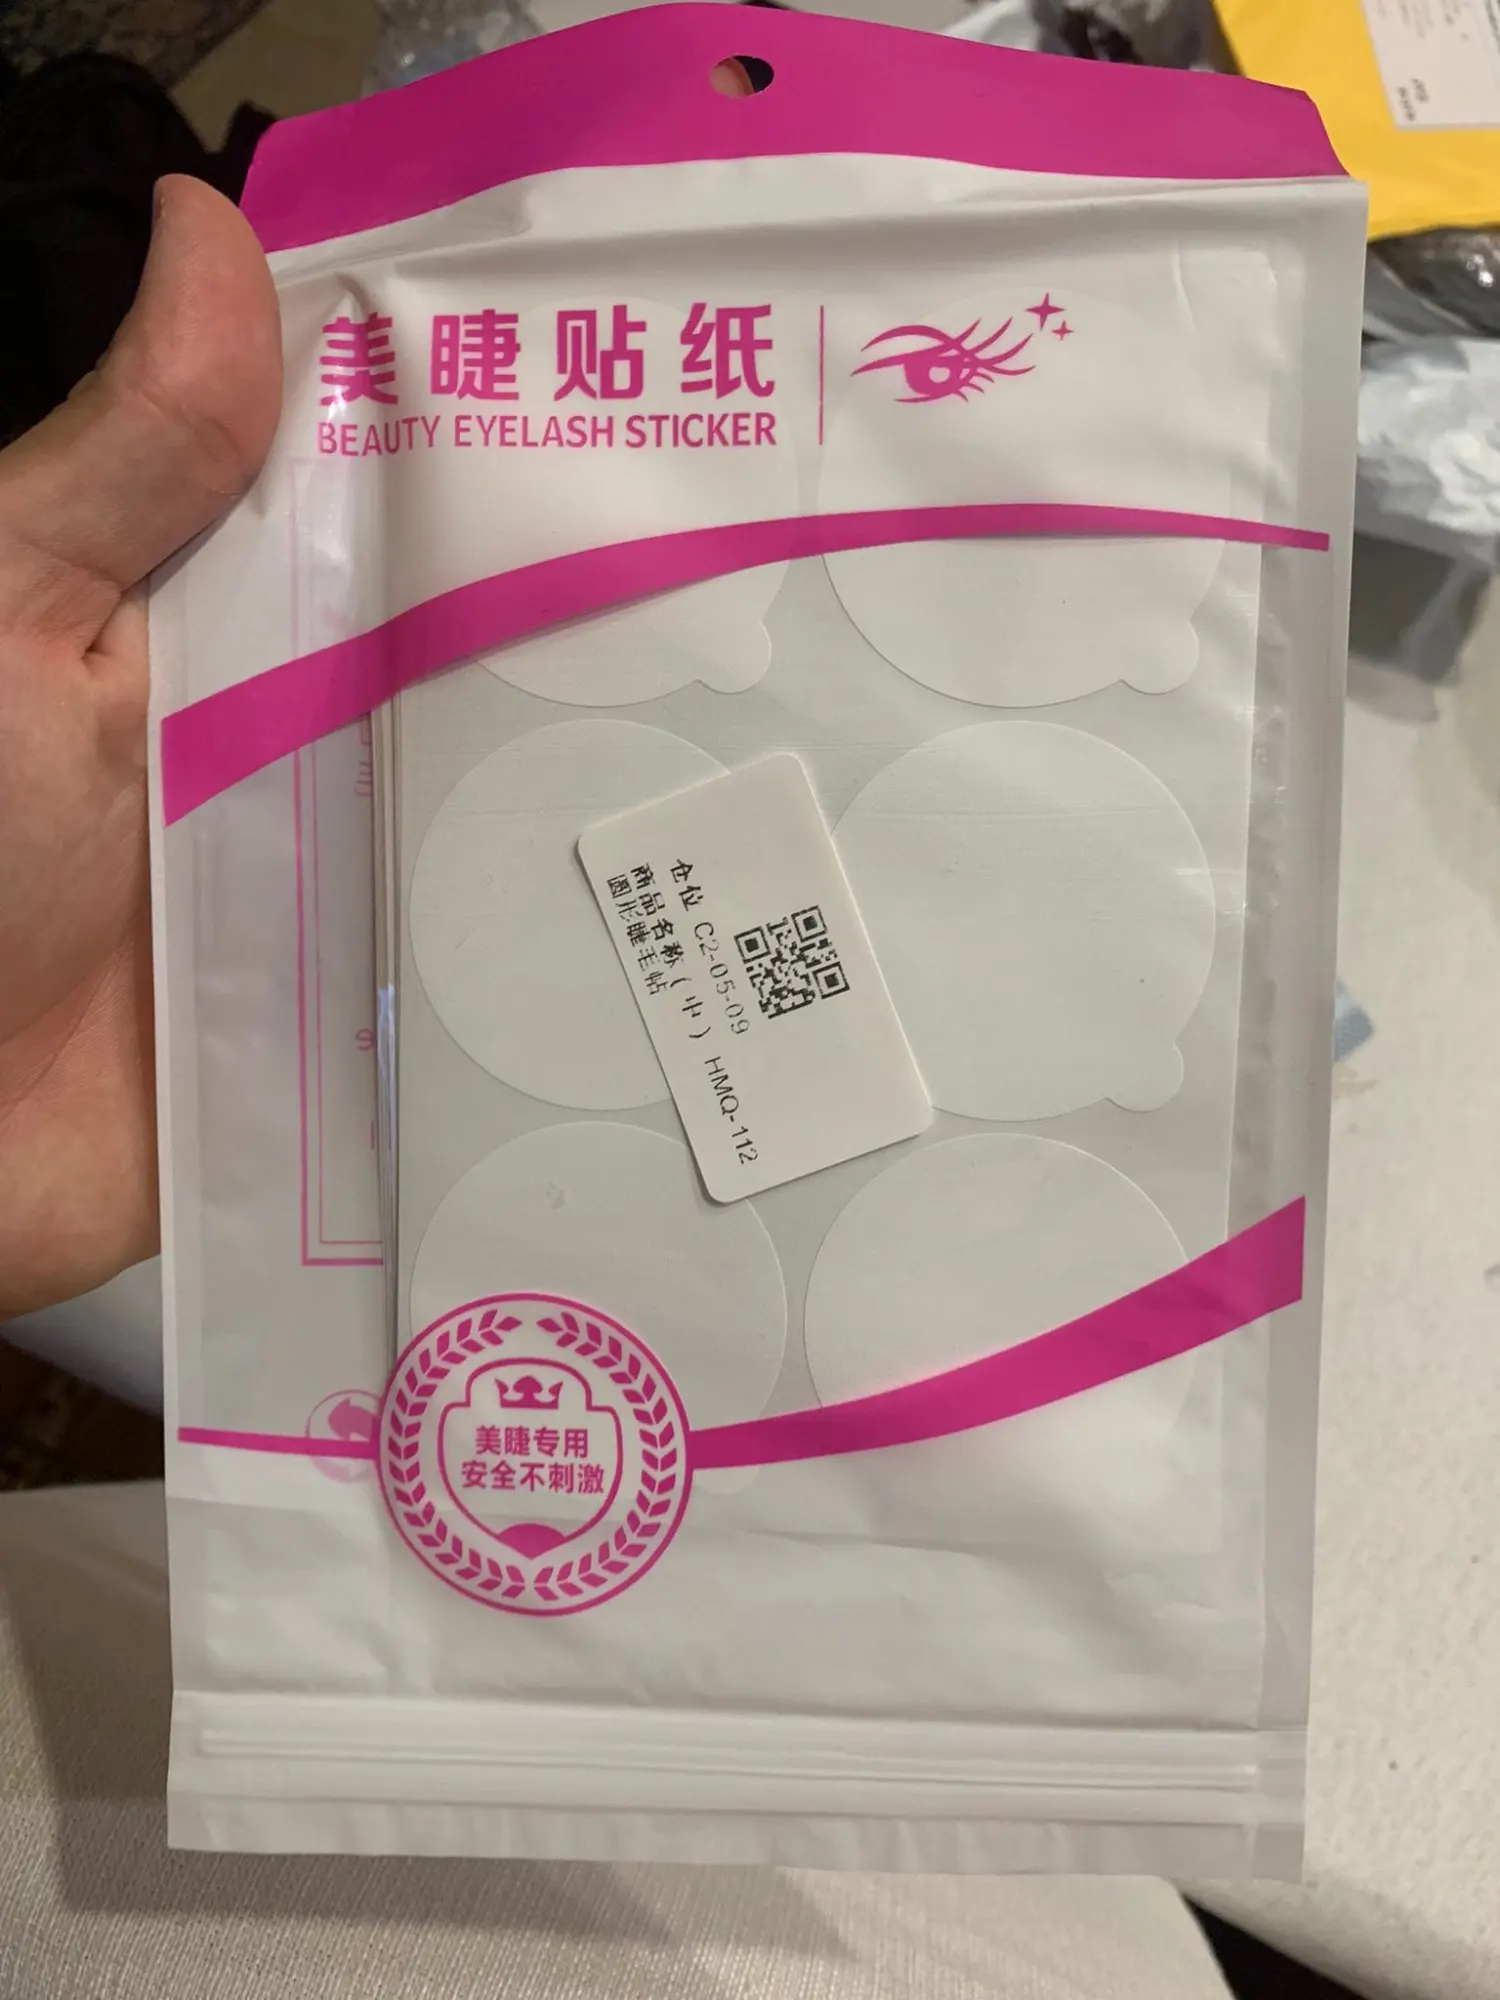 美睫贴纸
BEAUTY EYELASH STICKER
仓位 C2-05-09 HMQ-112
商品名称(中)
圆形睫毛帖
美睫专用
安全不刺激